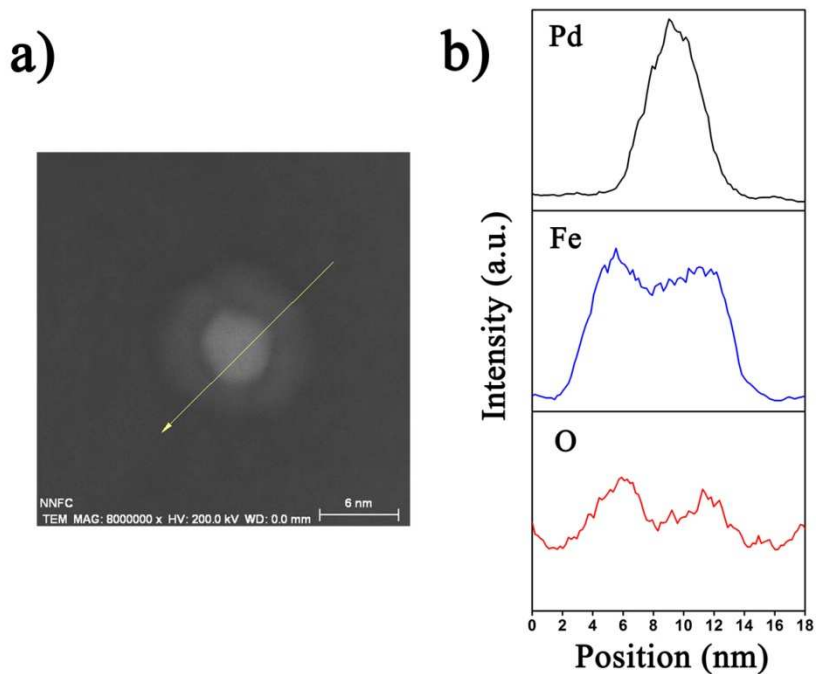 a)
NNFC
TEM MAG: 8000000 x HV: 200.0 kV WD: 0.0 mm
6 nm
b)
Pd
Fe
O
Intensity (a.u.)
0 2 4 6 8 10 12 14 16 18
Position (nm)